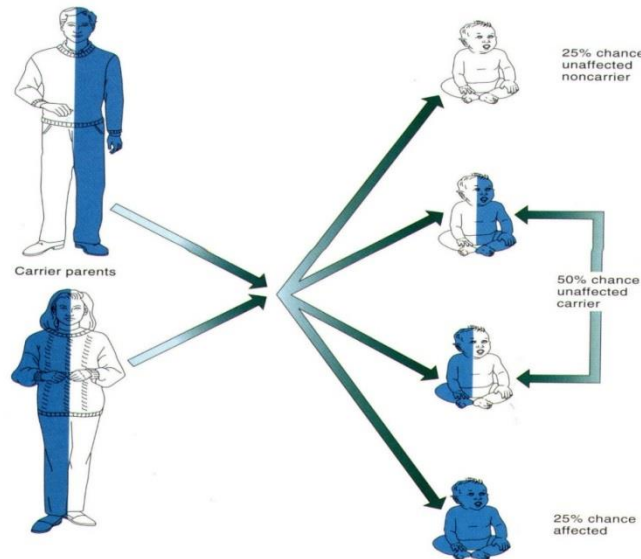 25% chance
unaffected
noncarrier
Carrier parents
50% chance
unaffected
carrier
25% chance
affected